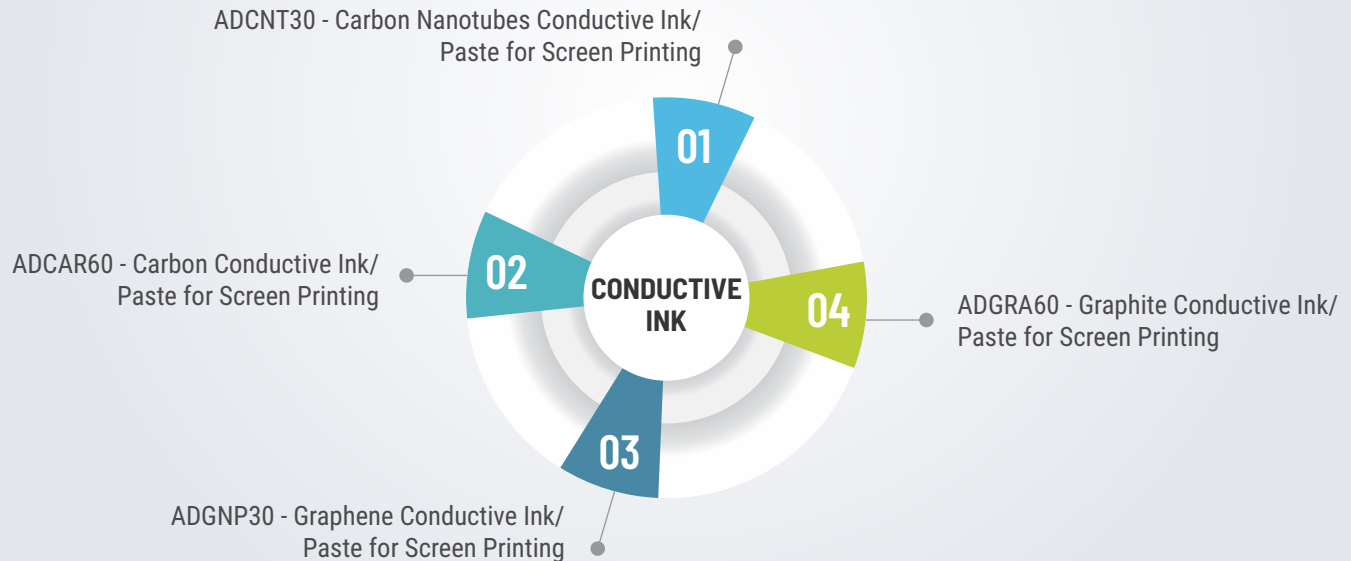 ADCNT30 - Carbon Nanotubes Conductive Ink/
Paste for Screen Printing
01
ADCAR60 - Carbon Conductive Ink/
Paste for Screen Printing
02
CONDUCTIVE
INK
04
ADGRA60 - Graphite Conductive Ink/
Paste for Screen Printing
03
ADGNP30 - Graphene Conductive Ink/
Paste for Screen Printing